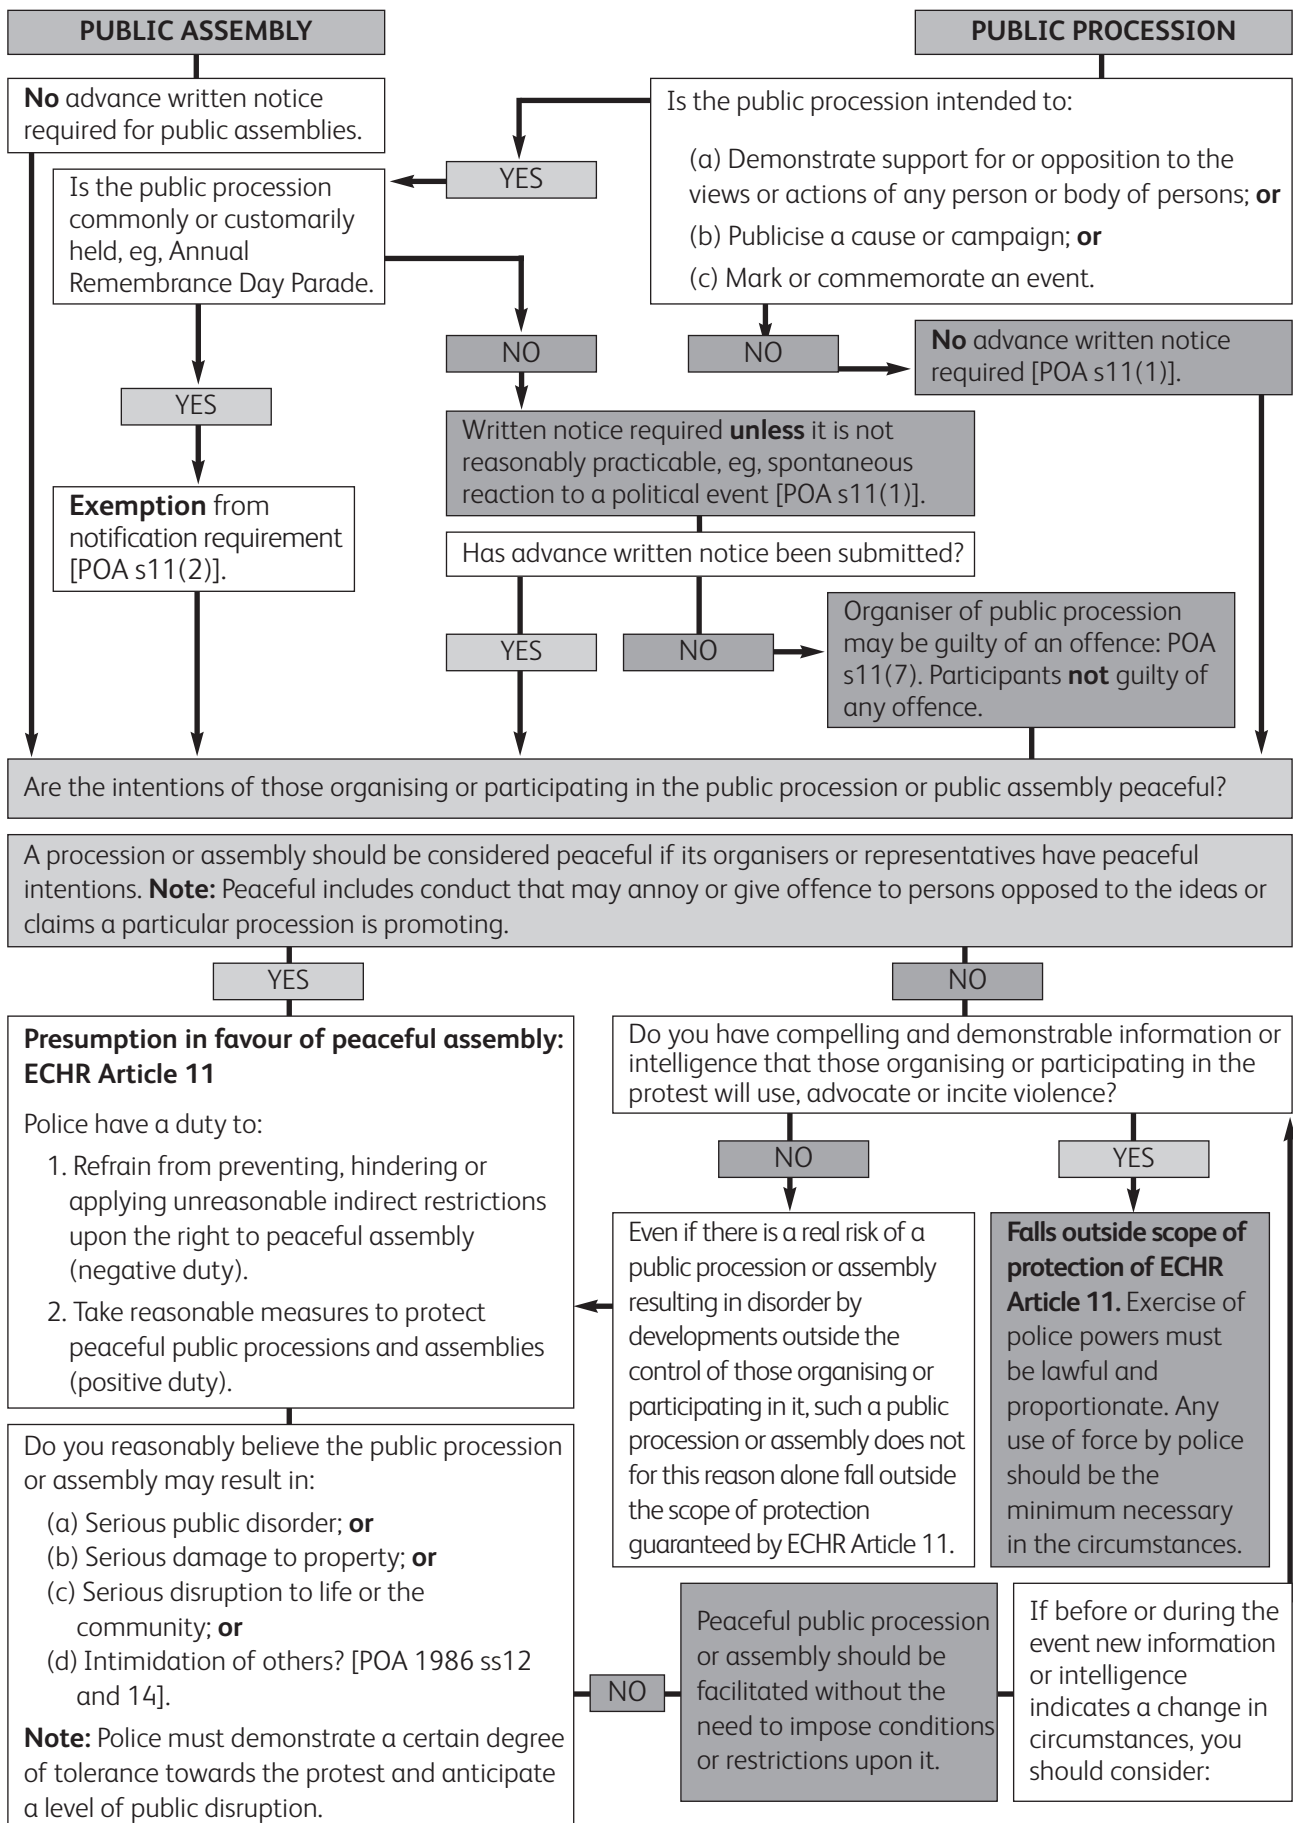 PUBLIC ASSEMBLY
PUBLIC PROCESSION
No advance written notice
required for public assemblies.
Is the public procession intended to:
(a) Demonstrate support for or opposition to the
views or actions of any person or body of persons; or
(b) Publicise a cause or campaign; or
(c) Mark or commemorate an event.
YES
Is the public procession
commonly or customarily
held, eg, Annual
Remembrance Day Parade.
NO
NO
No advance written notice
required [POA s11(1)].
YES
Written notice required unless it is not
reasonably practicable, eg, spontaneous
reaction to a political event [POA s11(1)].
Exemption from
notification requirement
[POA s11(2)].
Has advance written notice been submitted?
YES
NO
Organiser of public procession
may be guilty of an offence: POA
s11(7). Participants not guilty of
any offence.
Are the intentions of those organising or participating in the public procession or public assembly peaceful?
A procession or assembly should be considered peaceful if its organisers or representatives have peaceful
intentions. Note: Peaceful includes conduct that may annoy or give offence to persons opposed to the ideas or
claims a particular procession is promoting.
YES
NO
Presumption in favour of peaceful assembly:
ECHR Article 11
Police have a duty to:
1. Refrain from preventing, hindering or
applying unreasonable indirect restrictions
upon the right to peaceful assembly
(negative duty).
2. Take reasonable measures to protect
peaceful public processions and assemblies
(positive duty).
Do you have compelling and demonstrable information or
intelligence that those organising or participating in the
protest will use, advocate or incite violence?
NO
YES
Even if there is a real risk of a
public procession or assembly
resulting in disorder by
developments outside the
control of those organising or
participating in it, such a public
procession or assembly does not
for this reason alone fall outside
the scope of protection
guaranteed by ECHR Article 11.
Falls outside scope of
protection of ECHR
Article 11. Exercise of
police powers must
be lawful and
proportionate. Any
use of force by police
should be the
minimum necessary
in the circumstances.
Do you reasonably believe the public procession
or assembly may result in:
(a) Serious public disorder; or
(b) Serious damage to property; or
(c) Serious disruption to life or the
community; or
(d) Intimidation of others? [POA 1986 ss12
and 14].
Note: Police must demonstrate a certain degree
of tolerance towards the protest and anticipate
a level of public disruption.
NO
Peaceful public procession
or assembly should be
facilitated without the
need to impose conditions
or restrictions upon it.
If before or during the
event new information
or intelligence
indicates a change in
circumstances, you
should consider: